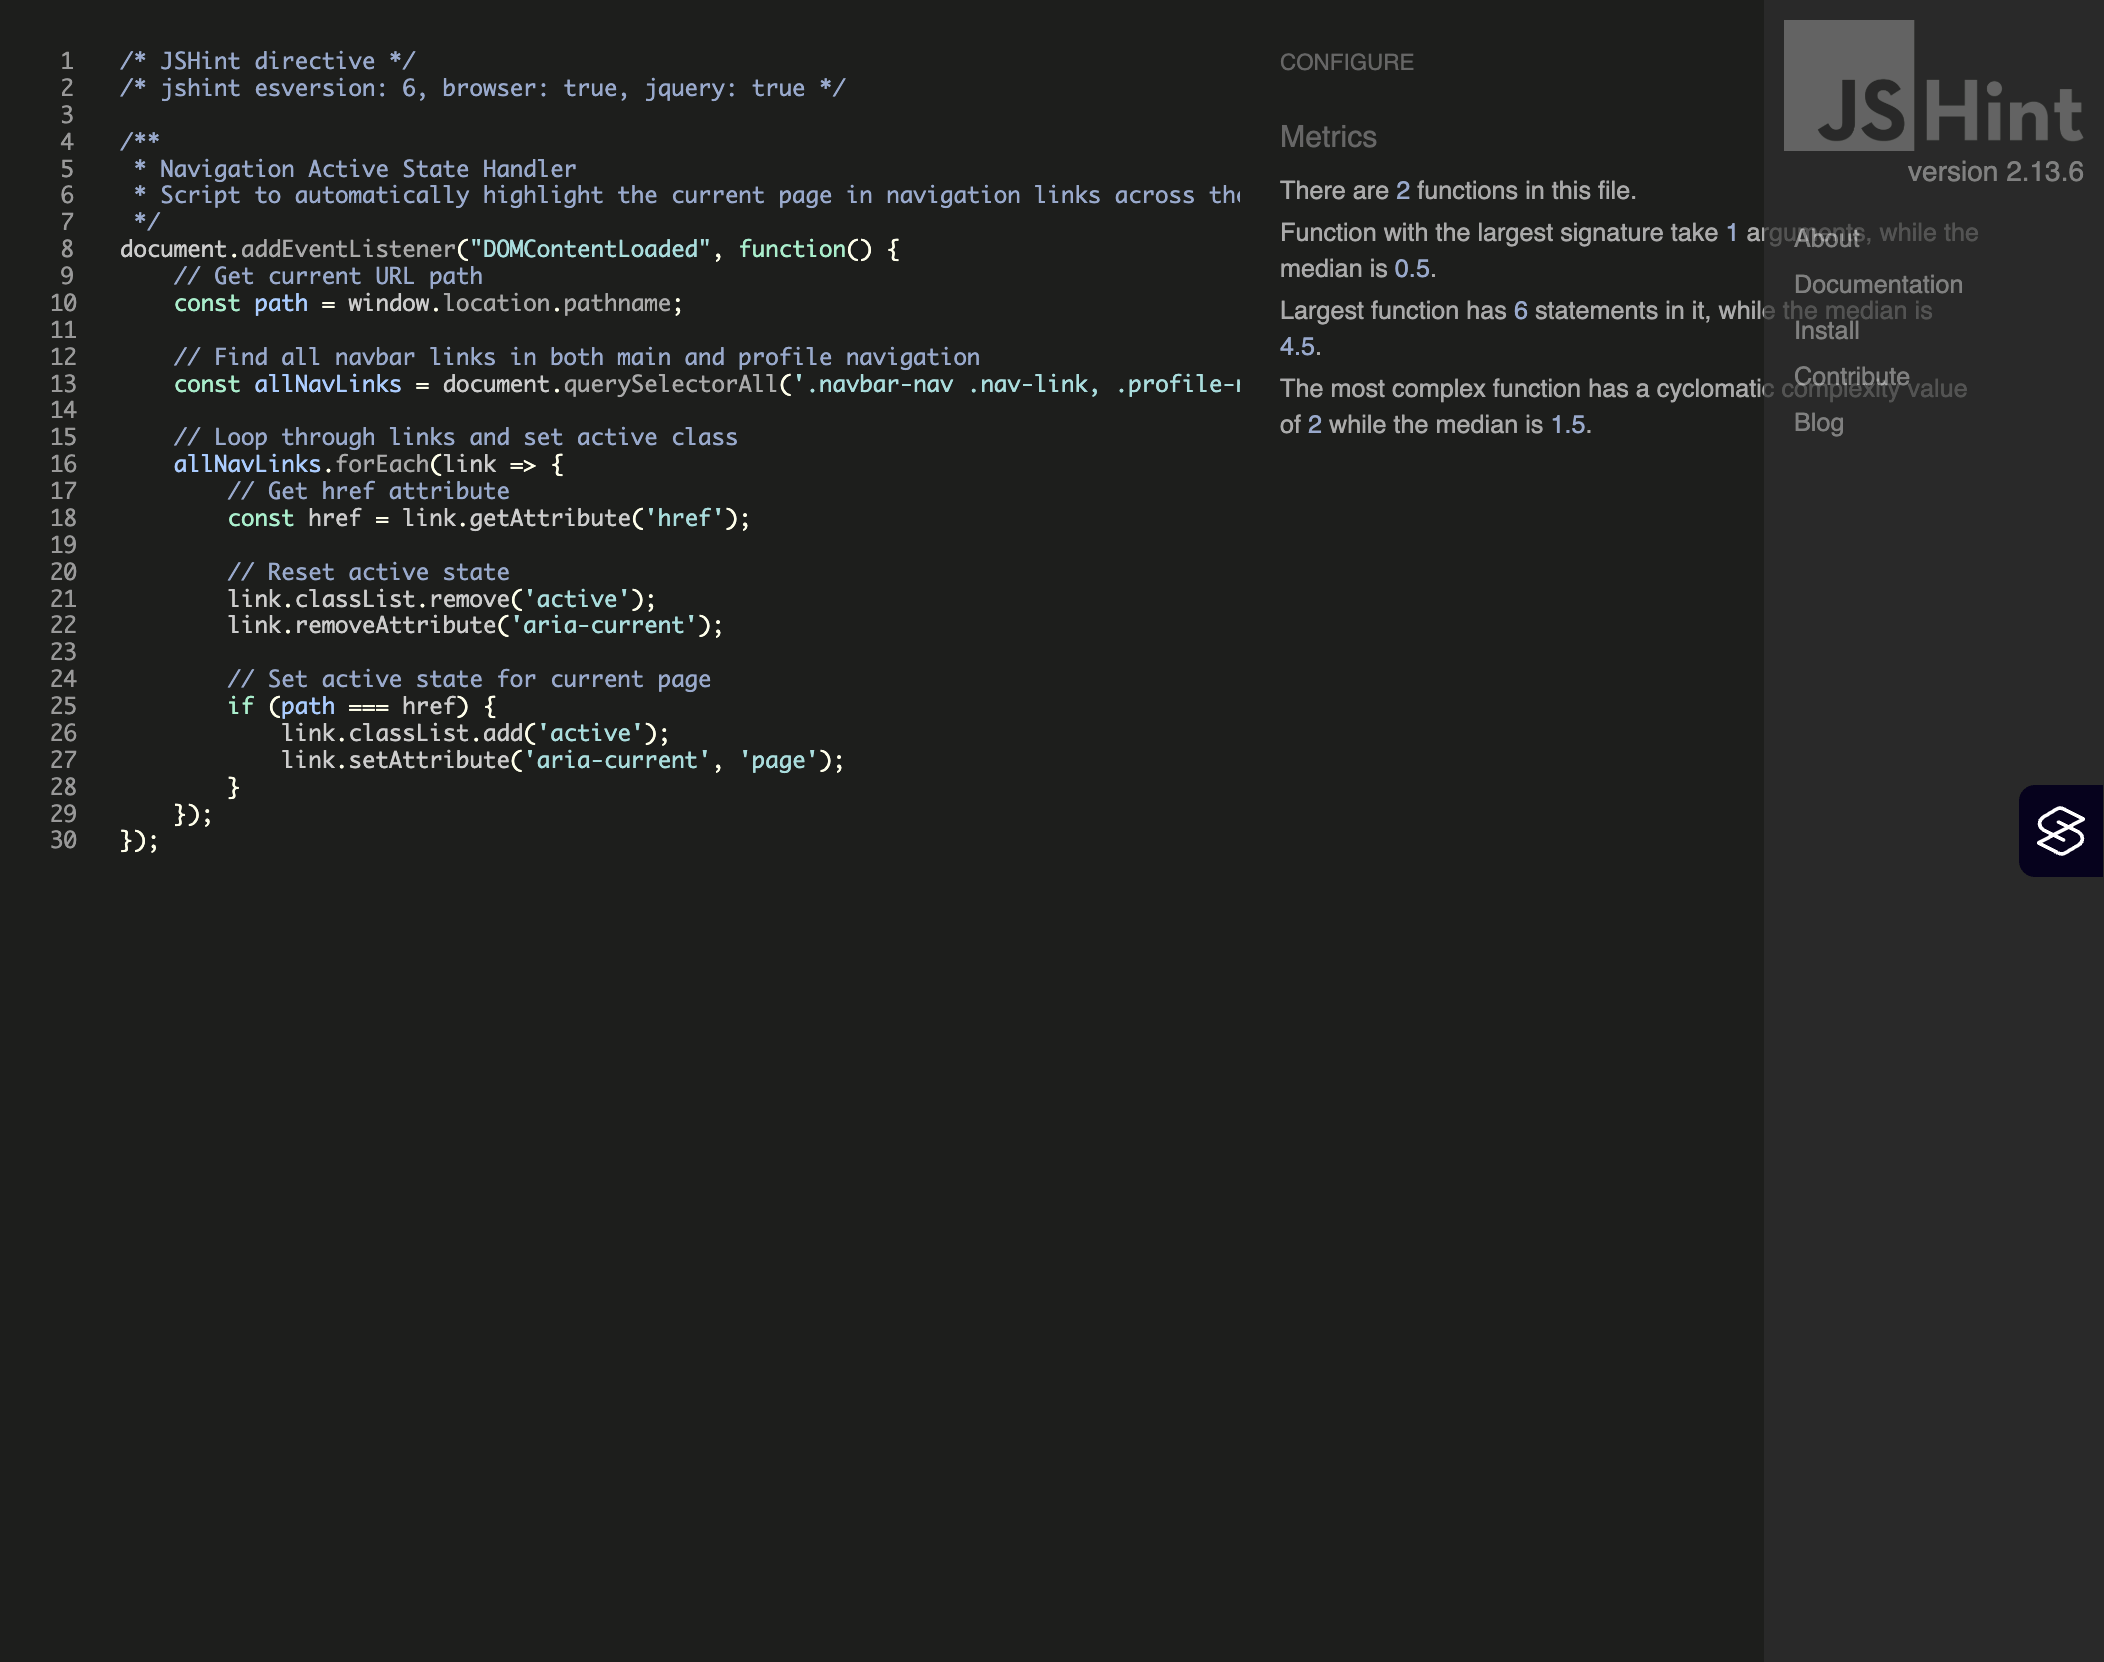 1 /* JSHint directive */
2 /* jshint esversion: 6, browser: true, jquery: true */
3
4 /**
5  * Navigation Active State Handler
6  * Script to automatically highlight the current page in navigation links across the
7  */
8 document.addEventListener("DOMContentLoaded", function() {
9     // Get current URL path
10     const path = window.location.pathname;
11
12     // Find all navbar links in both main and profile navigation
13     const allNavLinks = document.querySelectorAll('.navbar-nav .nav-link, .profile-
14
15     // Loop through links and set active class
16     allNavLinks.forEach(link => {
17         // Get href attribute
18         const href = link.getAttribute('href');
19
20         // Reset active state
21         link.classList.remove('active');
22         link.removeAttribute('aria-current');
23
24         // Set active state for current page
25         if (path === href) {
26             link.classList.add('active');
27             link.setAttribute('aria-current', 'page');
28         }
29     });
30 });
CONFIGURE
Metrics
There are 2 functions in this file.
Function with the largest signature take 1 arguments, while the
median is 0.5.
Largest function has 6 statements in it, while the median is
4.5.
The most complex function has a cyclomatic complexity value
of 2 while the median is 1.5.
JSHint
version 2.13.6
About
Documentation
Install
Contribute
Blog